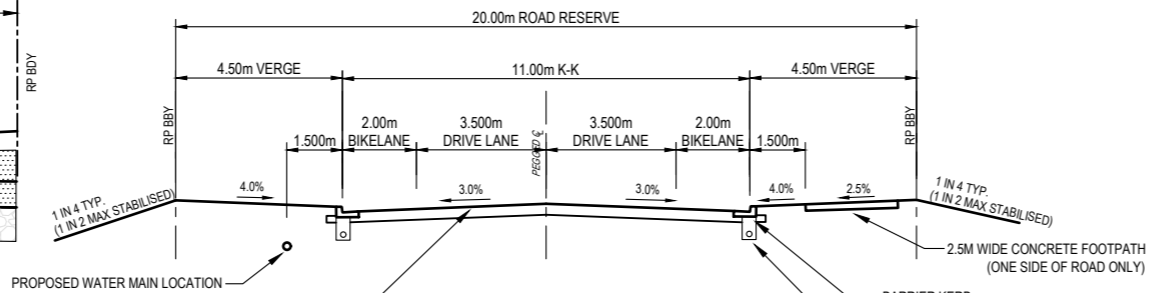 20.00m ROAD RESERVE
4.50m VERGE
11.00m K-K
4.50m VERGE
RP BDY
RP BBY
RP BBY
1.500m
2.00m
BIKELANE
3.500m
DRIVE LANE
PEGGED ℄
3.500m
DRIVE LANE
2.00m
BIKELANE
1.500m
4.0%
3.0%
3.0%
4.0%
2.5%
1 IN 4 TYP.
(1 IN 2 MAX STABILISED)
1 IN 4 TYP.
(1 IN 2 MAX STABILISED)
2.5M WIDE CONCRETE FOOTPATH
(ONE SIDE OF ROAD ONLY)
PROPOSED WATER MAIN LOCATION
BARRIER KERB